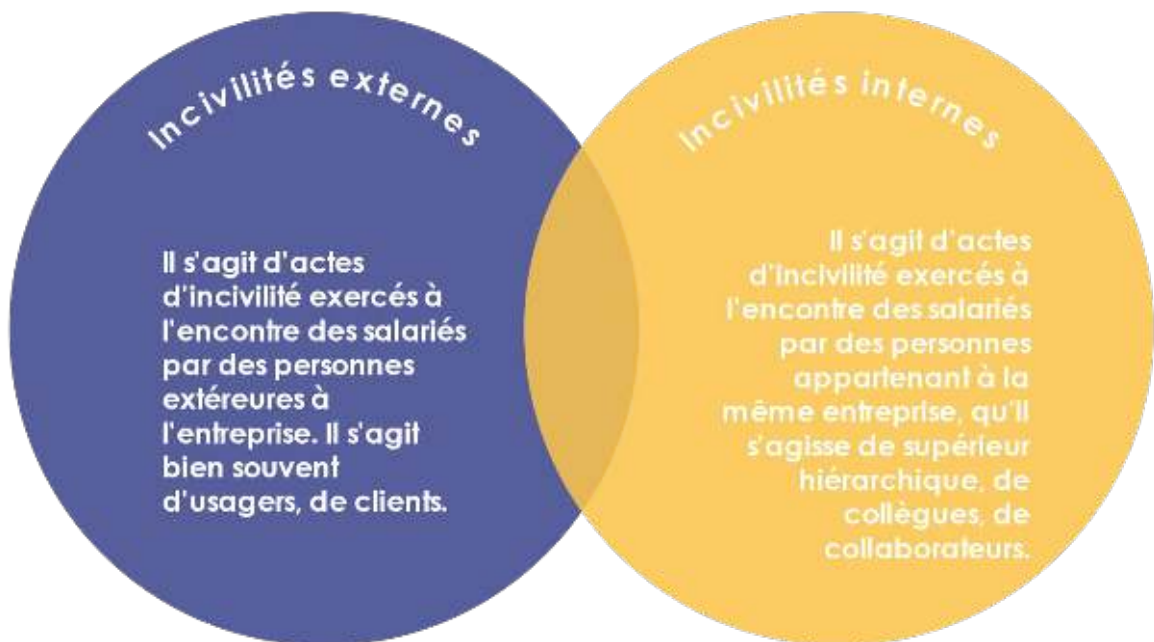 Incivilités externes
Il s'agit d'actes
d'incivilité exercés à
l'encontre des salariés
par des personnes
extéreures à
l'entreprise. Il s'agit
bien souvent
d'usagers, de clients.
Incivilités internes
Il s'agit d'actes
d'incivilité exercés à
l'encontre des salariés
par des personnes
appartenant à la
même entreprise, qu'il
s'agisse de supérieur
hiérarchique, de
collègues, de
collaborateurs.